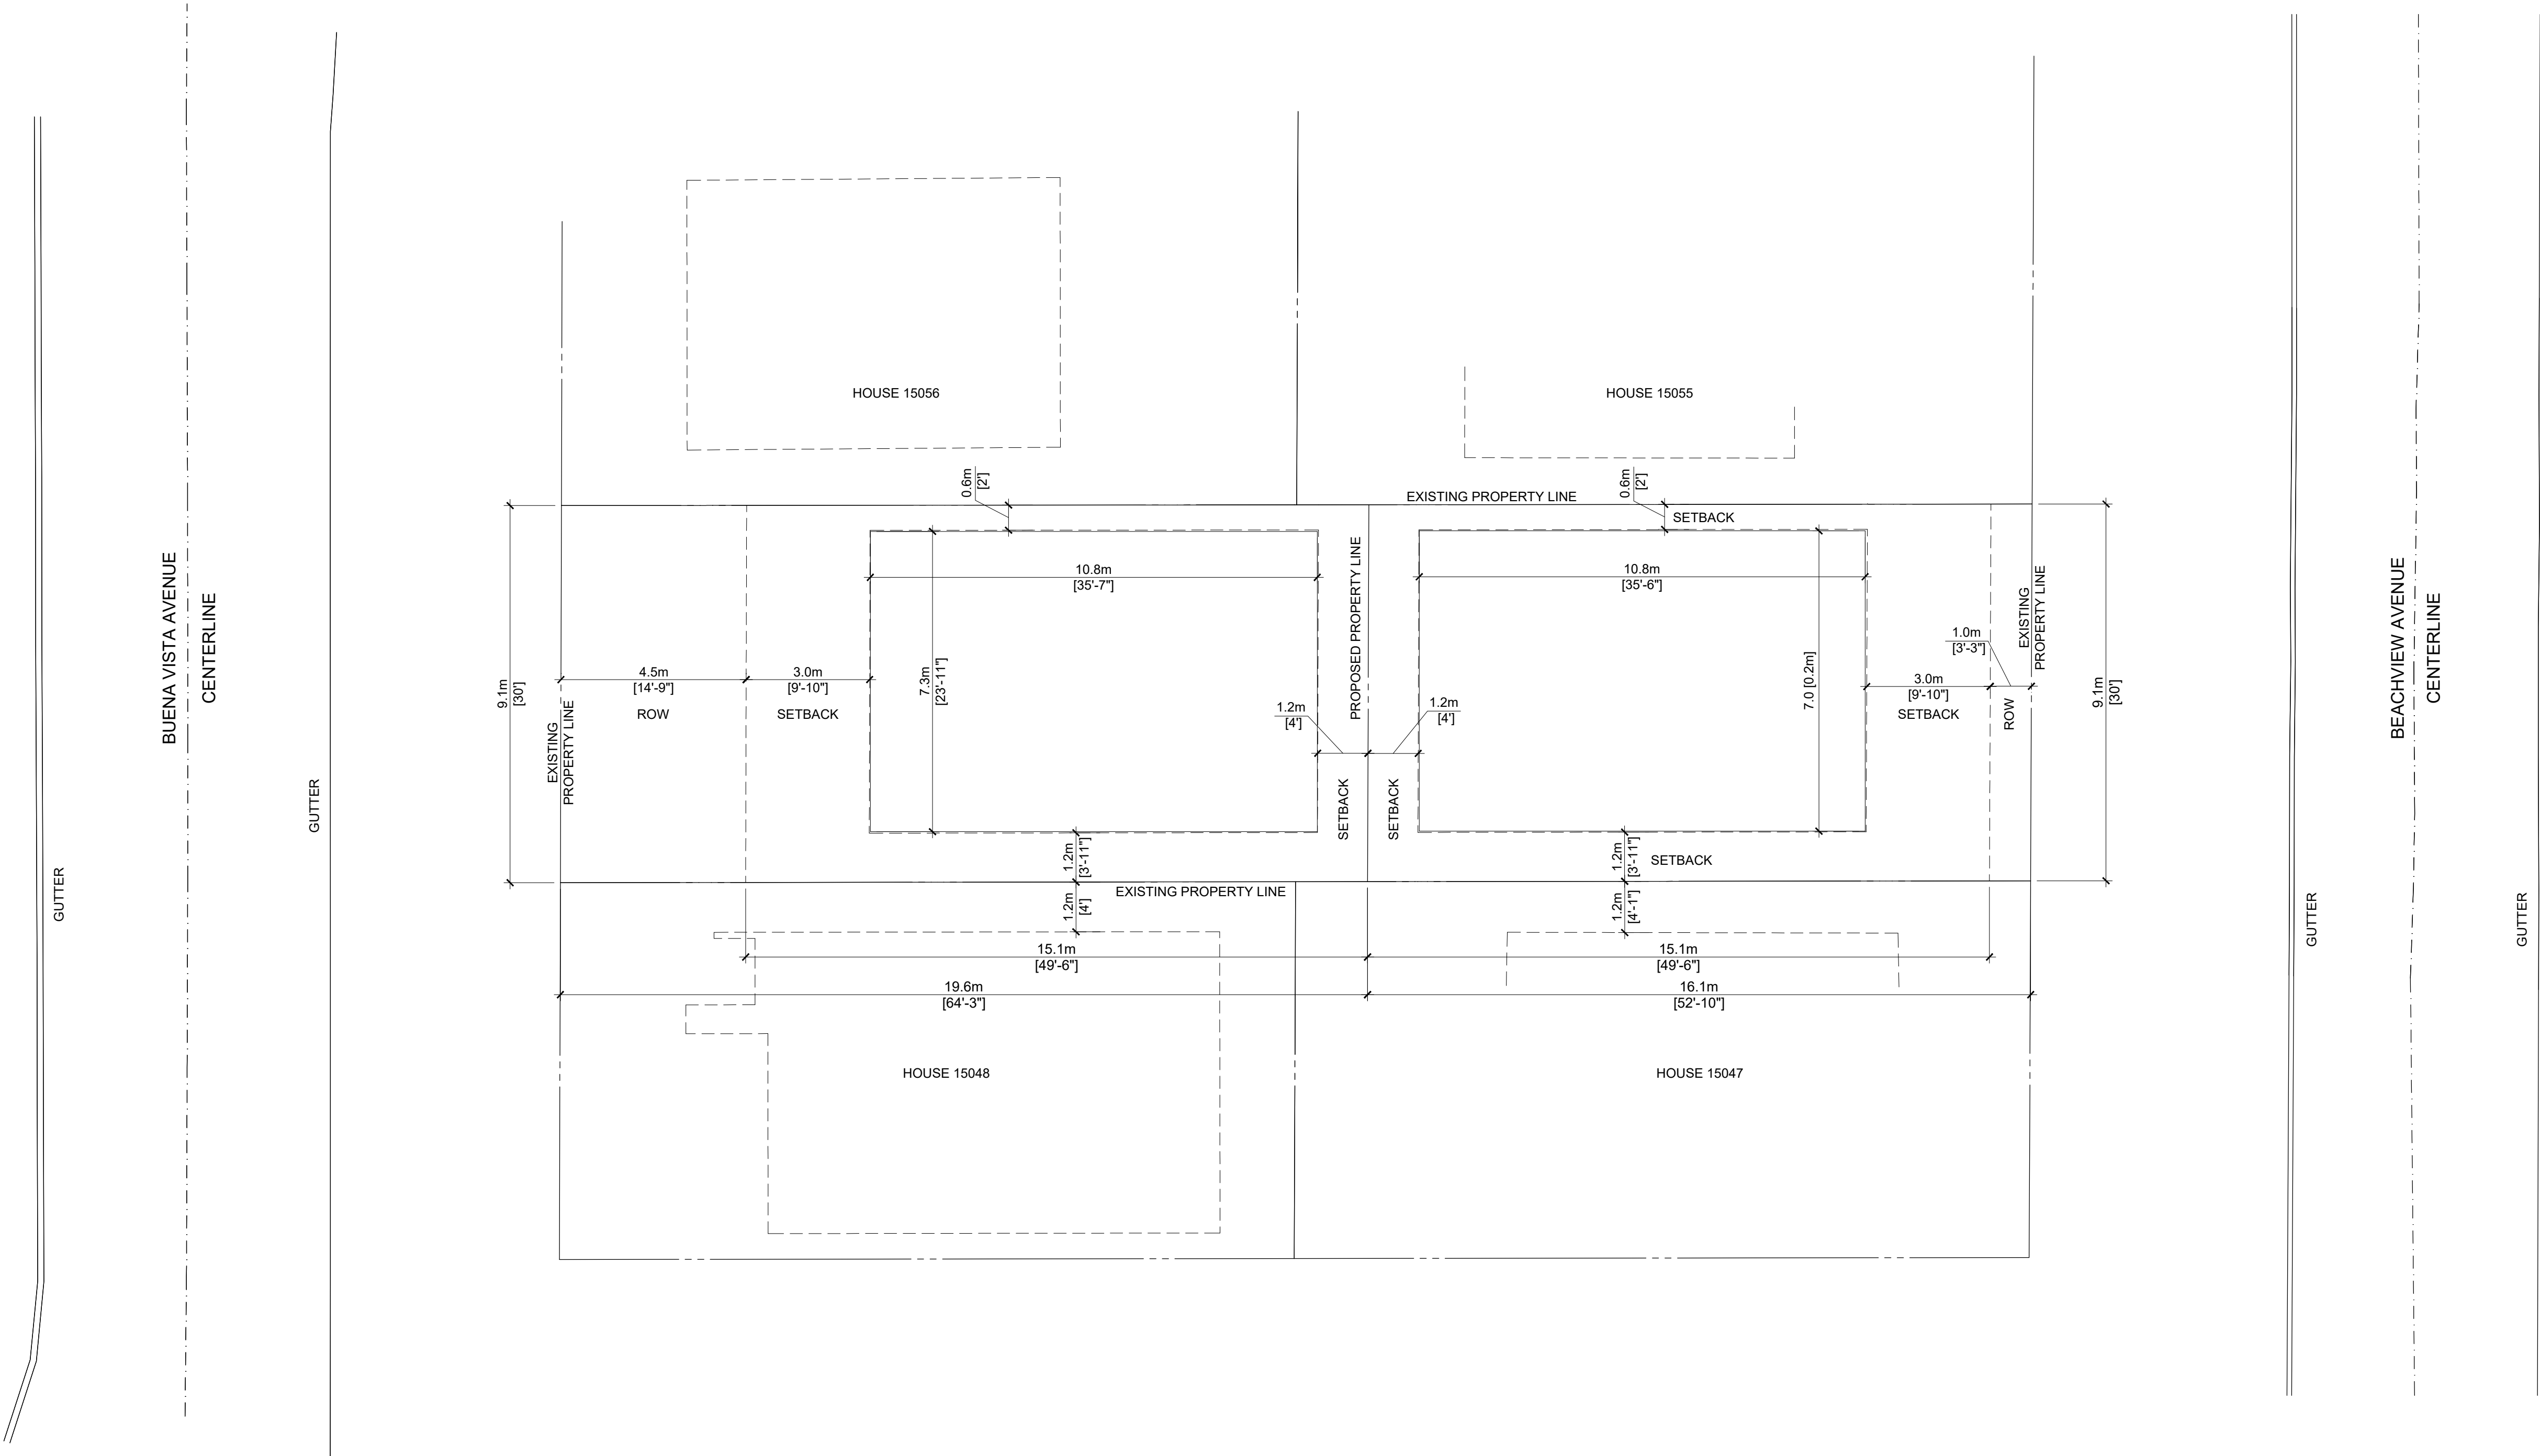 HOUSE 15056
HOUSE 15055
0.6m
[2']
0.6m
[2']
EXISTING PROPERTY LINE
SETBACK
10.8m
[35'-7"]
10.8m
[35'-6"]
BUENA VISTA AVENUE
CENTERLINE
9.1m
[30']
4.5m
[14'-9"]
ROW
3.0m
[9'-10"]
SETBACK
7.3m
[23'-11"]
PROPOSED PROPERTY LINE
1.2m
[4']
1.2m
[4']
7.0 [0.2m]
3.0m
[9'-10"]
SETBACK
1.0m
[3'-3"]
ROW
EXISTING
PROPERTY LINE
9.1m
[30']
BEACHVIEW AVENUE
CENTERLINE
EXISTING
PROPERTY LINE
GUTTER
GUTTER
SETBACK
SETBACK
1.2m
[3'-11"]
1.2m
[3'-11"]
SETBACK
EXISTING PROPERTY LINE
1.2m
[4']
1.2m
[4'-1"]
GUTTER
GUTTER
15.1m
[49'-6"]
15.1m
[49'-6"]
19.6m
[64'-3"]
16.1m
[52'-10"]
HOUSE 15048
HOUSE 15047